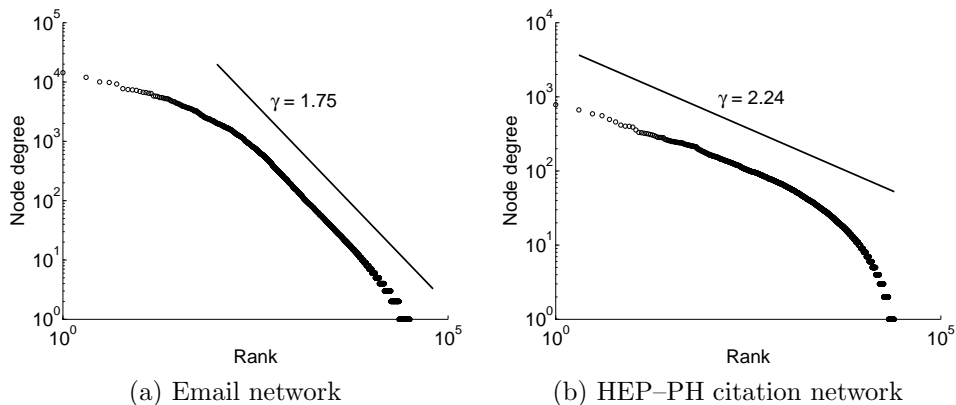 10^5
10^4
10^3
10^2
10^1
10^0
Node degree
γ = 1.75
10^0
10^5
Rank
(a) Email network
10^4
10^3
10^2
10^1
10^0
Node degree
γ = 2.24
10^0
10^5
Rank
(b) HEP–PH citation network